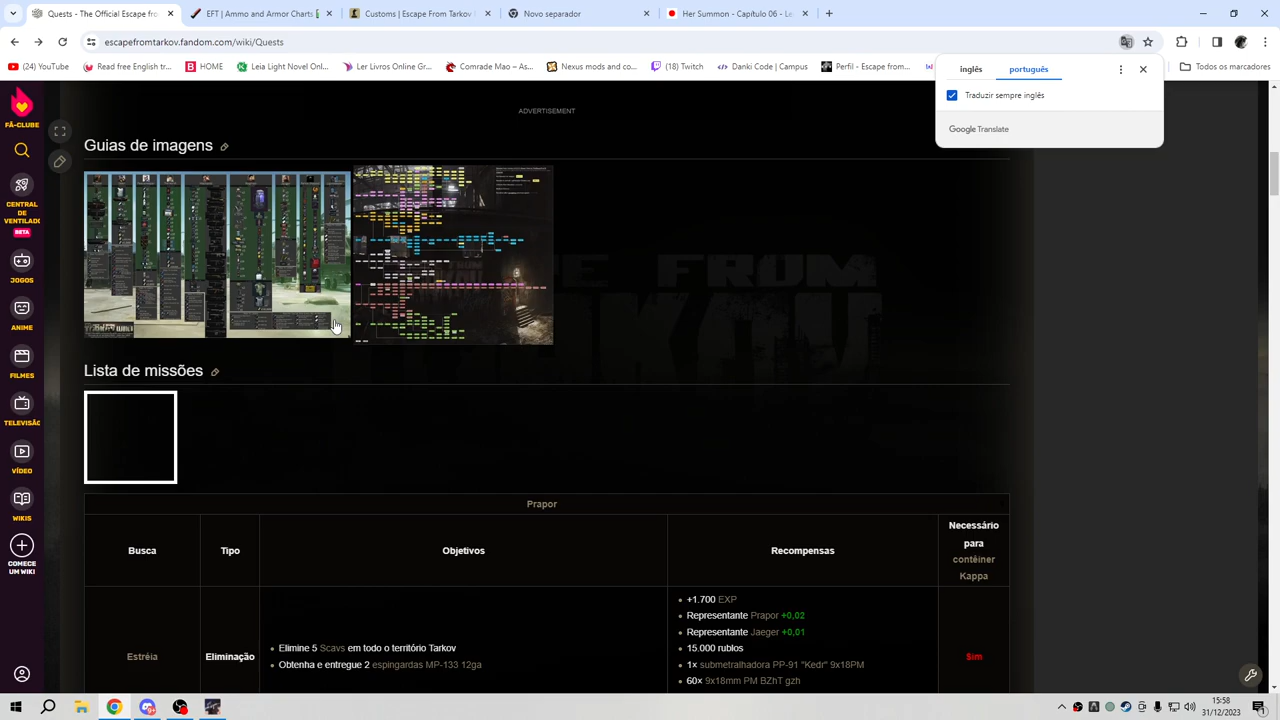 Quests - The Official Escape fro
EFT | Ammo and Armor Charts |
Customs | Escape From Tarkov
Novo separador
Her Summon - Capítulo 06 - Le
escapefromtarkov.fandom.com/wiki/Quests
(24) YouTube
Read free English tr...
HOME
Leia Light Novel Onl...
Ler Livros Online Gr...
Comrade Mao – As...
Nexus mods and co...
(18) Twitch
Danki Code | Campus
Perfil - Escape from...
Todos os marcadores
inglês
português
Traduzir sempre inglês
Google Translate
FÃ-CLUBE
CENTRAL
DE
VENTILADO
BETA
JOGOS
ANIME
FILMES
TELEVISÃO
VÍDEO
WIKIS
COMECE
UM WIKI
ADVERTISEMENT
Guias de imagens
Lista de missões
Prapor
Busca
Tipo
Objetivos
Recompensas
Necessário
para
contêiner
Kappa
Estréia
Eliminação
Elimine 5 Scavs em todo o território Tarkov
Obtenha e entregue 2 espingardas MP-133 12ga
+1.700 EXP
Representante Prapor +0,02
Representante Jaeger +0,01
15.000 rublos
1× submetralhadora PP-91 "Kedr" 9x18PM
60× 9x18mm PM BZhT gzh
Sim
15:58
31/12/2023